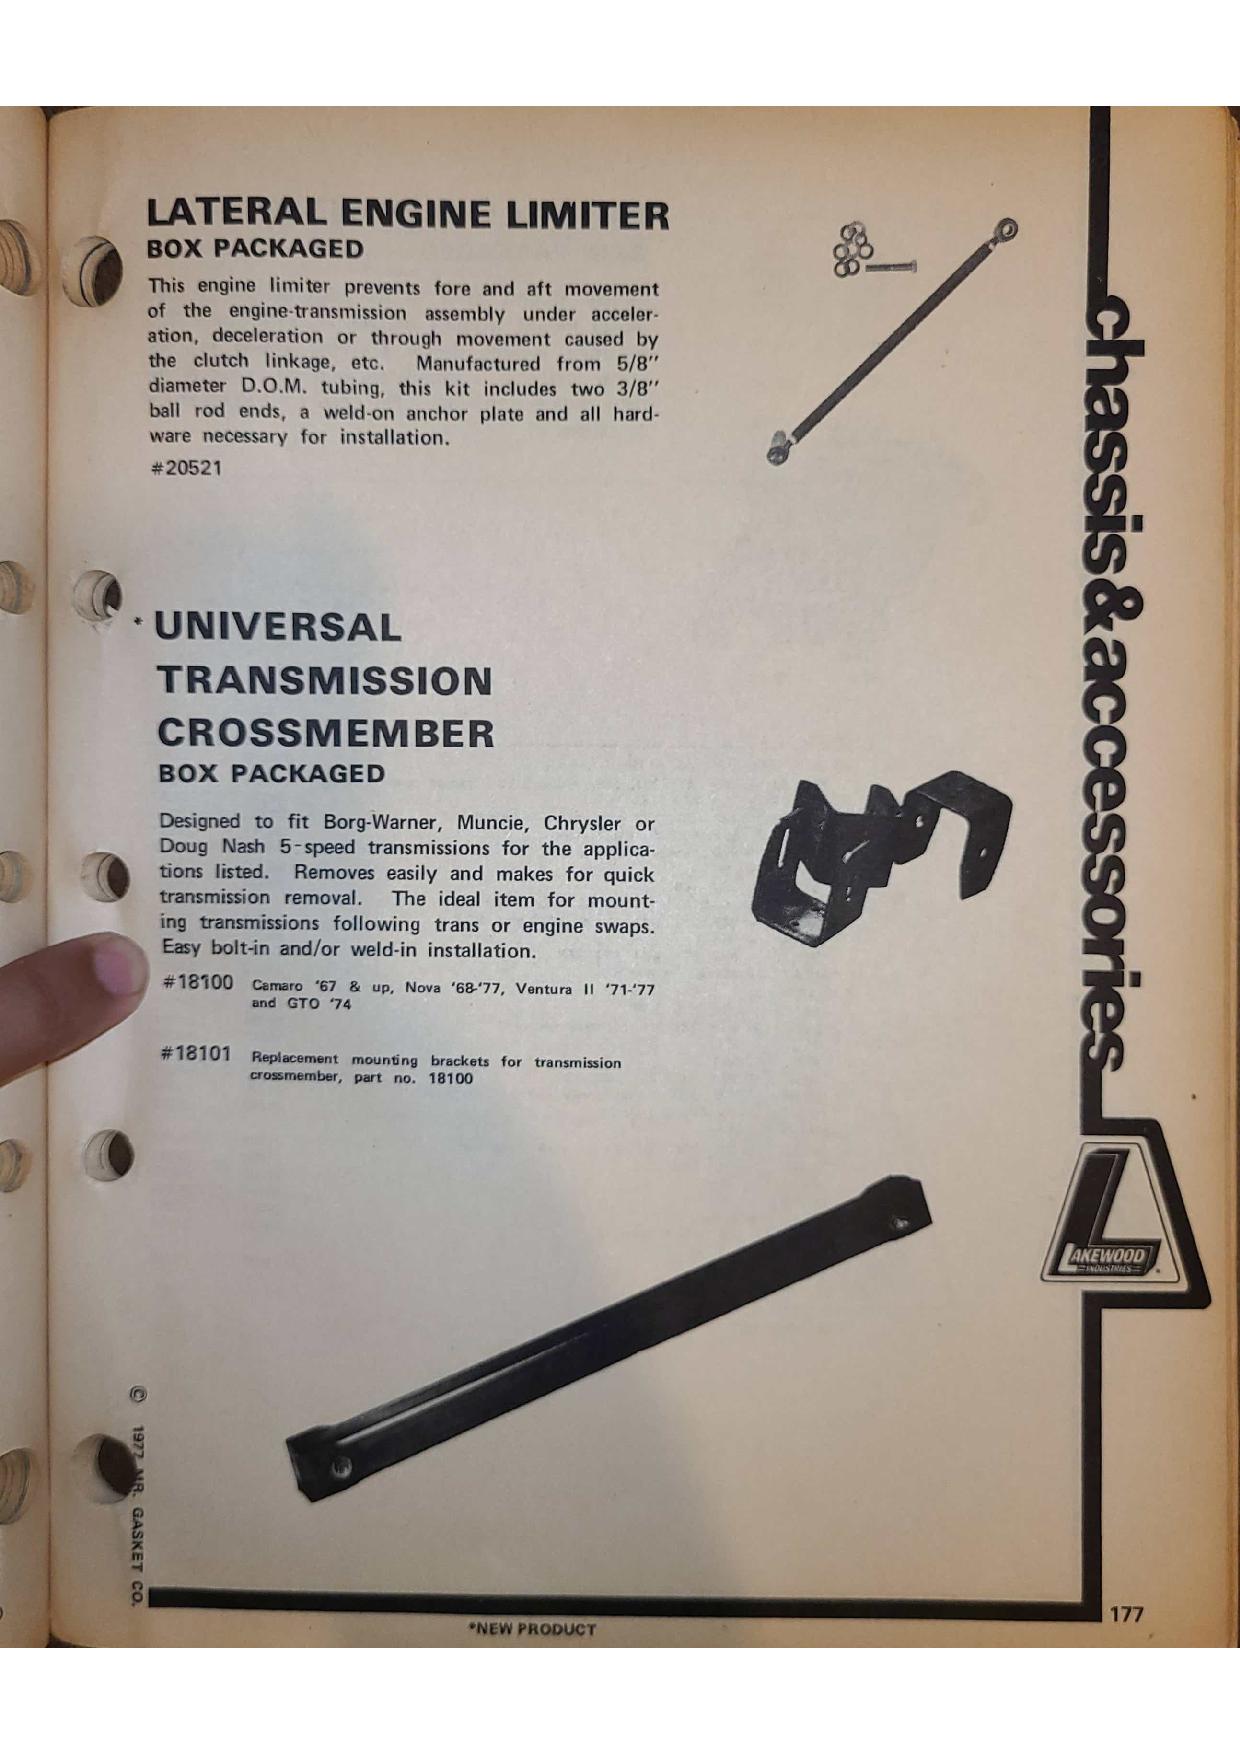 LATERAL ENGINE LIMITER
BOX PACKAGED
This engine limiter prevents fore and aft movement
of the engine-transmission assembly under acceler-
ation, deceleration or through movement caused by
the clutch linkage, etc. Manufactured from 5/8''
diameter D.O.M. tubing, this kit includes two 3/8''
ball rod ends, a weld-on anchor plate and all hard-
ware necessary for installation.
#20521
* UNIVERSAL
TRANSMISSION
CROSSMEMBER
BOX PACKAGED
Designed to fit Borg-Warner, Muncie, Chrysler or
Doug Nash 5-speed transmissions for the applica-
tions listed. Removes easily and makes for quick
transmission removal. The ideal item for mount-
ing transmissions following trans or engine swaps.
Easy bolt-in and/or weld-in installation.
#18100 Camaro '67 & up, Nova '68-'77, Ventura II '71-'77
and GTO '74
#18101 Replacement mounting brackets for transmission
crossmember, part no. 18100
chassis&accessories
LAKEWOOD
INDUSTRIES
© 1977 MR. GASKET CO.
*NEW PRODUCT
177